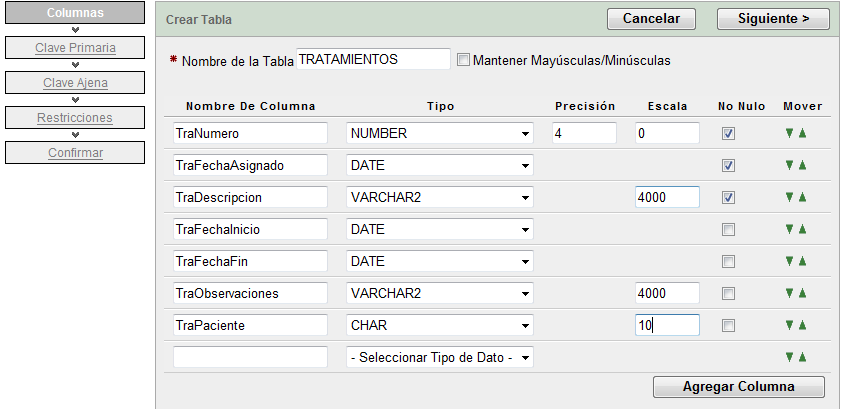 Columnas
Clave Primaria
Clave Ajena
Restricciones
Confirmar
Crear Tabla
Cancelar
Siguiente >
* Nombre de la Tabla TRATAMIENTOS Mantener Mayúsculas/Minúsculas
Nombre De Columna Tipo Precisión Escala No Nulo Mover
TraNumero NUMBER 4 0
TraFechaAsignado DATE
TraDescripcion VARCHAR2 4000
TraFechaInicio DATE
TraFechaFin DATE
TraObservaciones VARCHAR2 4000
TraPaciente CHAR 10
- Seleccionar Tipo de Dato -
Agregar Columna